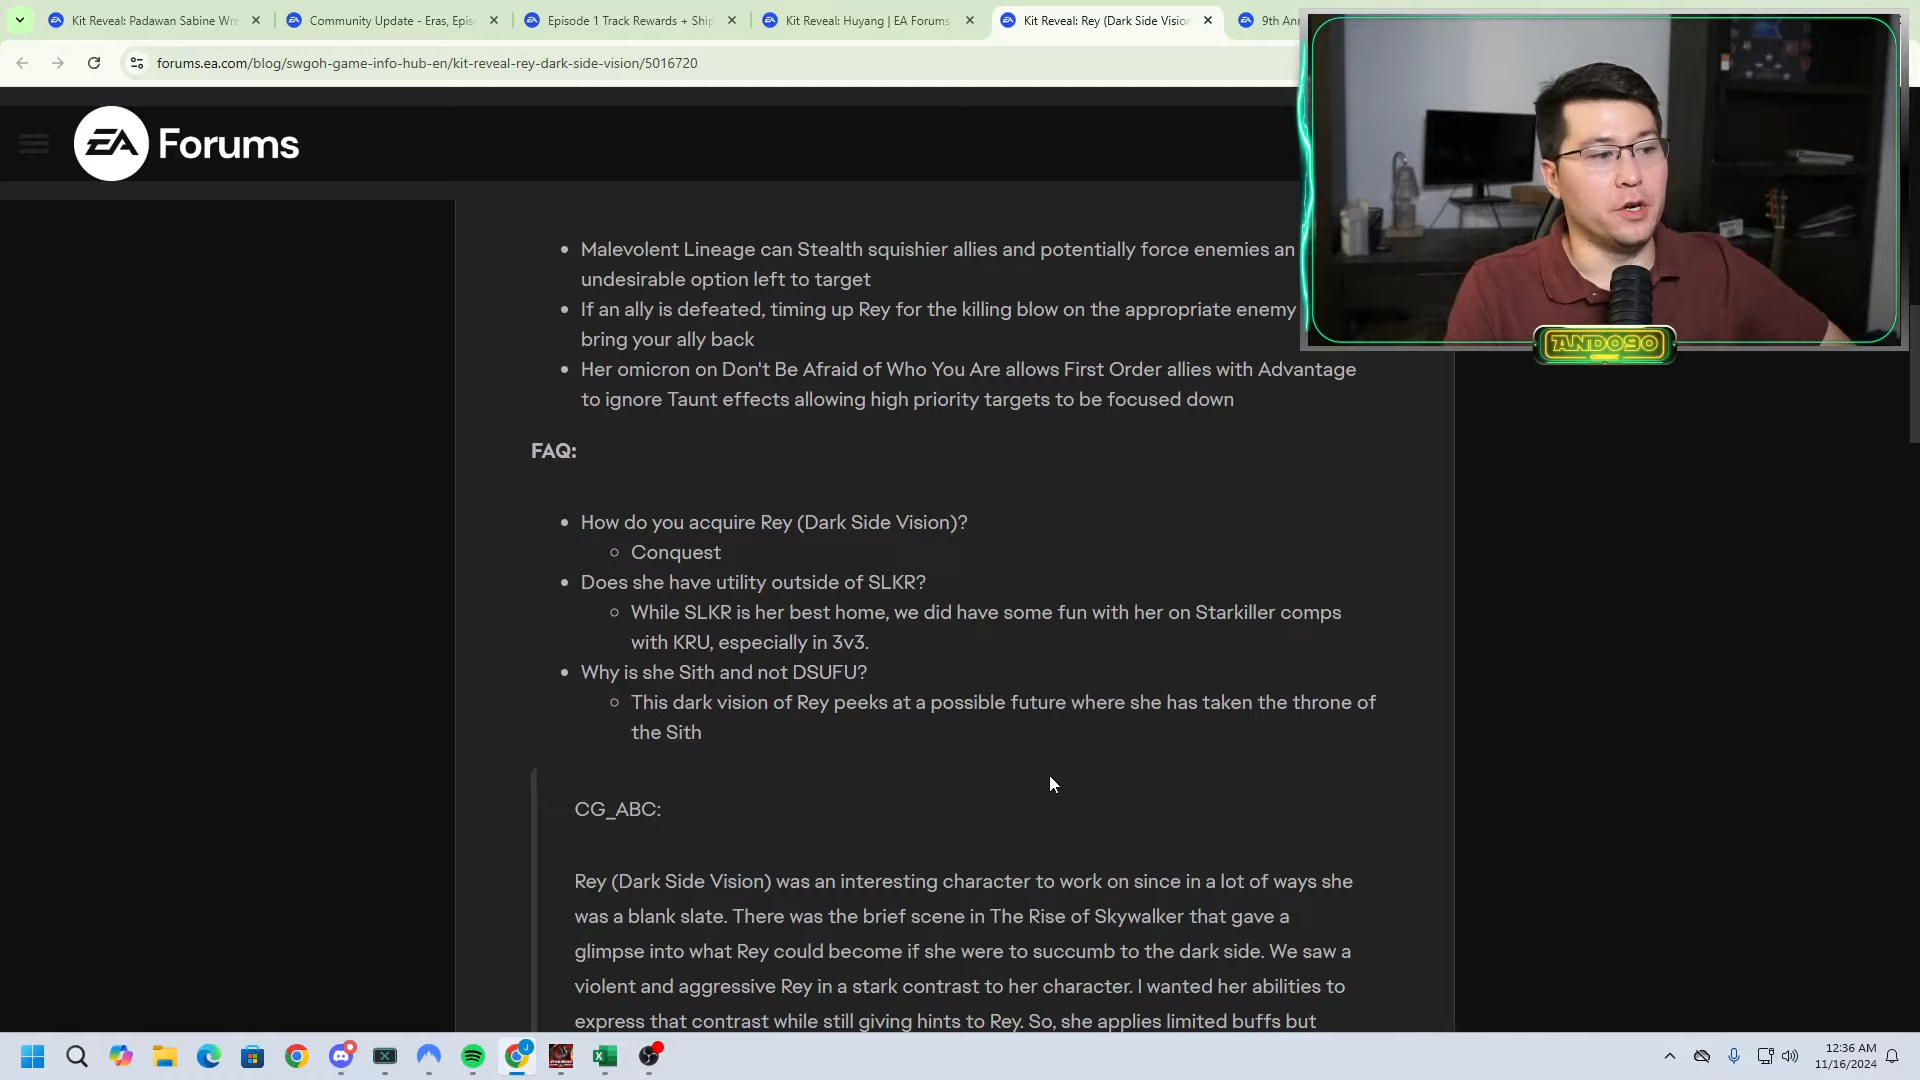 Kit Reveal: Padawan Sabine Wre
Community Update - Eras, Epis
Episode 1 Track Rewards + Ship
Kit Reveal: Huyang | EA Forums
Kit Reveal: Rey (Dark Side Vision
9th Ann
forums.ea.com/blog/swgoh-game-info-hub-en/kit-reveal-rey-dark-side-vision/5016720
EA Forums
Malevolent Lineage can Stealth squishier allies and potentially force enemies an
undesirable option left to target
If an ally is defeated, timing up Rey for the killing blow on the appropriate enemy
bring your ally back
Her omicron on Don't Be Afraid of Who You Are allows First Order allies with Advantage
to ignore Taunt effects allowing high priority targets to be focused down
ANDO90
FAQ:
How do you acquire Rey (Dark Side Vision)?
Conquest
Does she have utility outside of SLKR?
While SLKR is her best home, we did have some fun with her on Starkiller comps
with KRU, especially in 3v3.
Why is she Sith and not DSUFU?
This dark vision of Rey peeks at a possible future where she has taken the throne of
the Sith
CG_ABC:
Rey (Dark Side Vision) was an interesting character to work on since in a lot of ways she
was a blank slate. There was the brief scene in The Rise of Skywalker that gave a
glimpse into what Rey could become if she were to succumb to the dark side. We saw a
violent and aggressive Rey in a stark contrast to her character. I wanted her abilities to
express that contrast while still giving hints to Rey. So, she applies limited buffs but
12:36 AM
11/16/2024